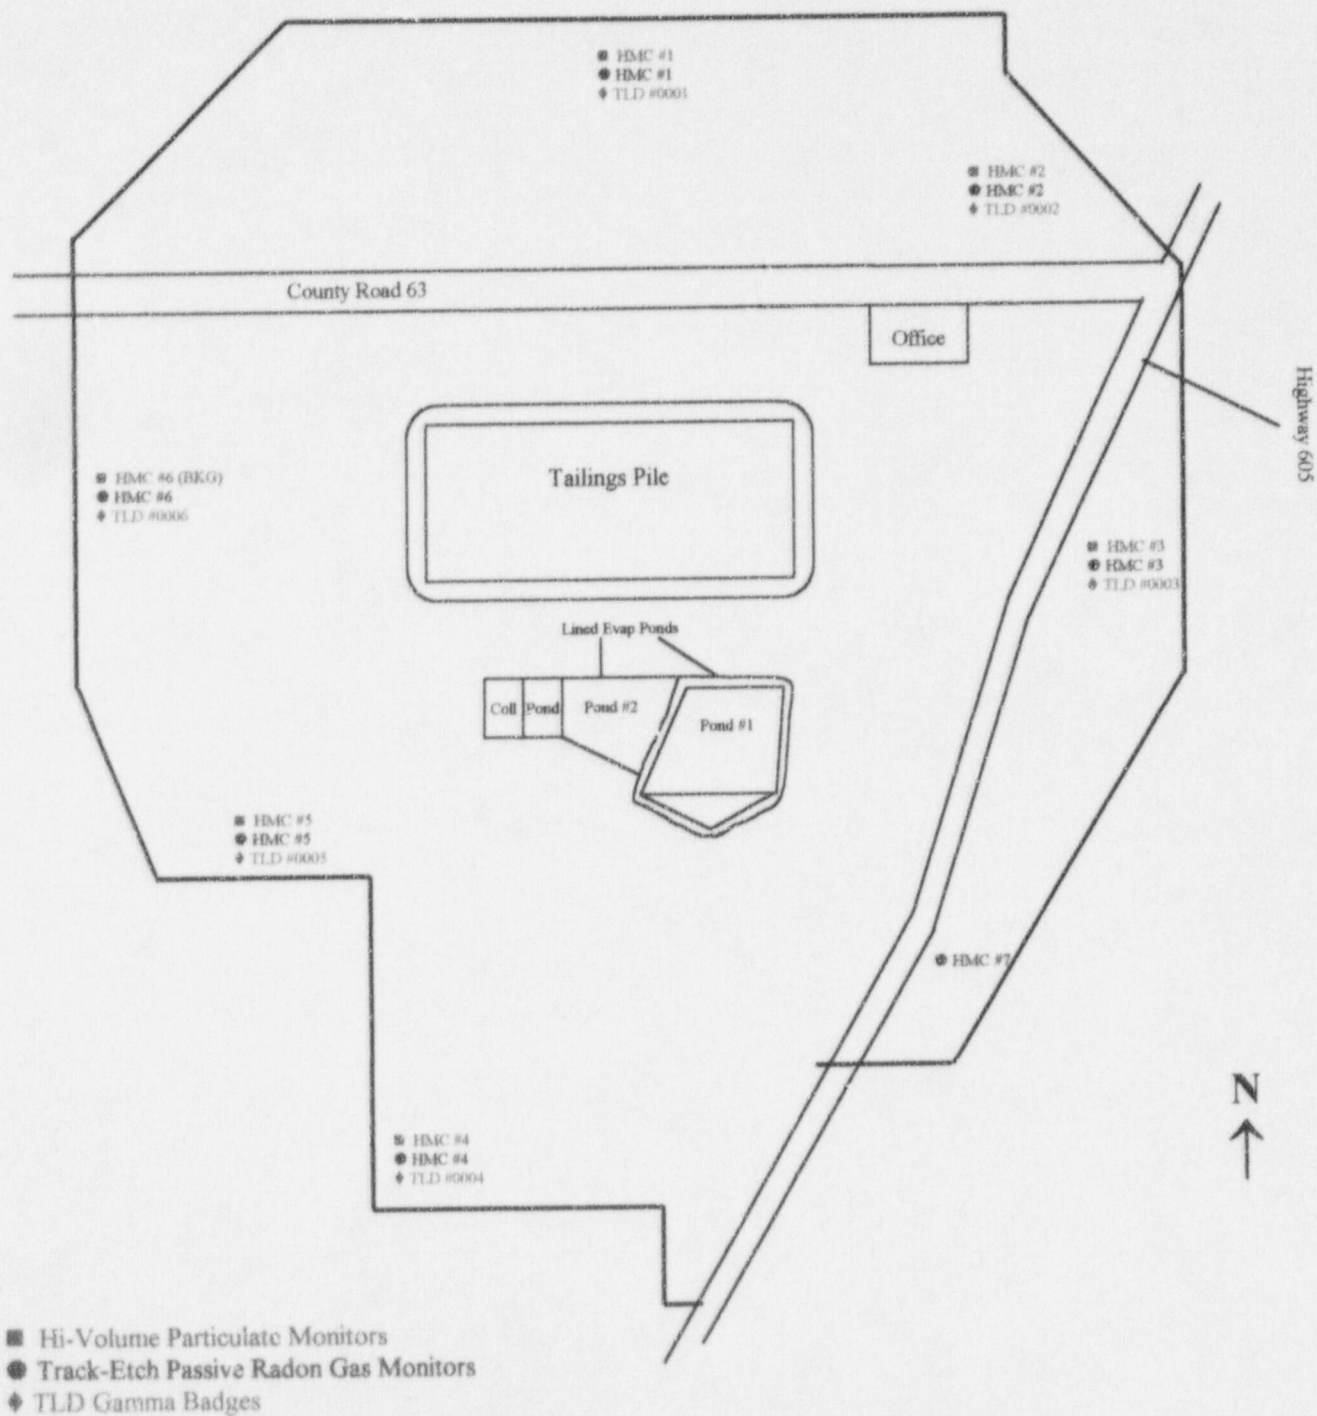 HMC #1
HMC #1
TLD #0001
HMC #2
HMC #2
TLD #0002
County Road 63
Office
Highway 605
Tailings Pile
HMC #6 (BKG)
HMC #6
TLD #0006
HMC #3
HMC #3
TLD #0003
Lined Evap Ponds
Coll Pond
Pond #2
Pond #1
HMC #5
HMC #5
TLD #0005
HMC #7
N
HMC #4
HMC #4
TLD #0004
Hi-Volume Particulate Monitors
Track-Etch Passive Radon Gas Monitors
TLD Gamma Badges